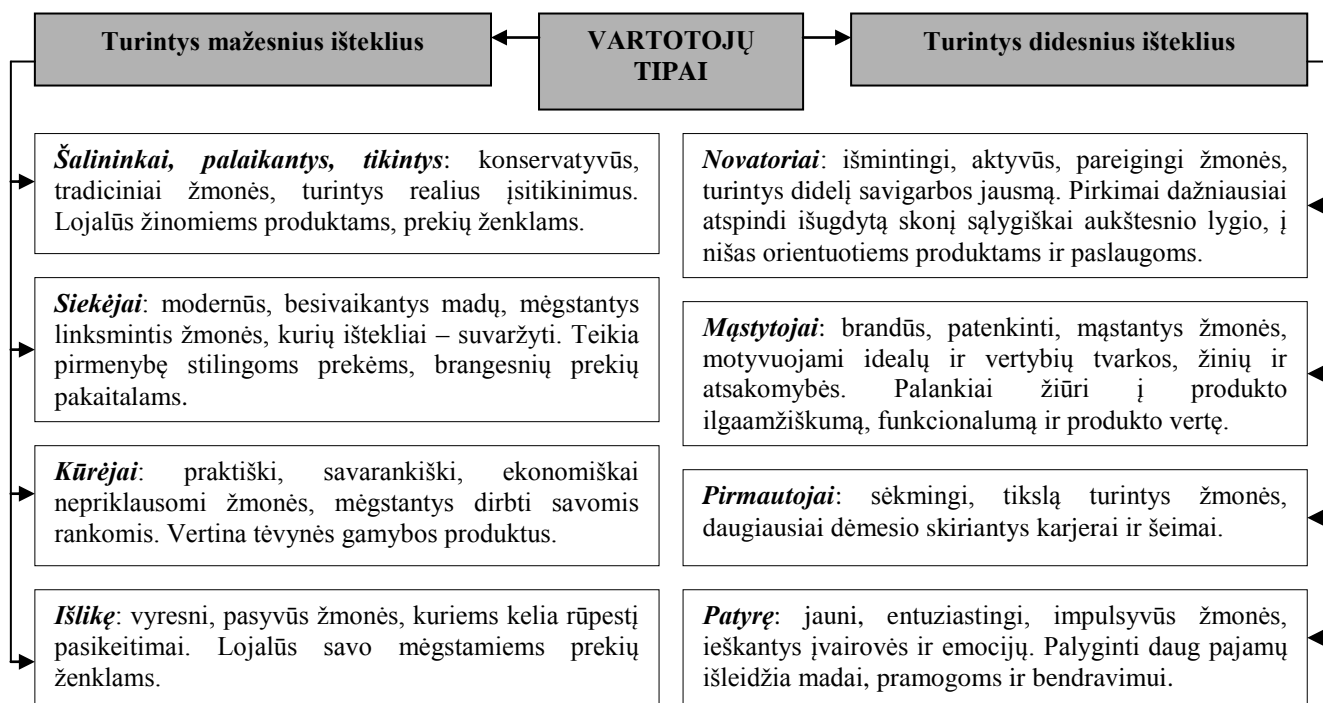 Turintys mažesnius išteklius
VARTOTOJŲ
TIPAI
Turintys didesnius išteklius
Šalininkai, palaikantys, tikintys: konservatyvūs,
tradiciniai žmonės, turintys realius įsitikinimus.
Lojalūs žinomiems produktams, prekių ženklams.
Siekėjai: modernūs, besivaikantys madų, mėgstantys
linksmintis žmonės, kurių ištekliai – suvaržyti. Teikia
pirmenybę stilingoms prekėms, brangesnių prekių
pakaitalams.
Kūrėjai: praktiški, savarankiški, ekonomiškai
nepriklausomi žmonės, mėgstantys dirbti savomis
rankomis. Vertina tėvynės gamybos produktus.
Išlikę: vyresni, pasyvūs žmonės, kuriems kelia rūpestį
pasikeitimai. Lojalūs savo mėgstamiems prekių
ženklams.
Novatoriai: išmintingi, aktyvūs, pareigingi žmonės,
turintys didelį savigarbos jausmą. Pirkimai dažniausiai
atspindi išugdytą skonį sąlygiškai aukštesnio lygio, į
nišas orientuotiems produktams ir paslaugoms.
Mąstytojai: brandūs, patenkinti, mąstantys žmonės,
motyvuojami idealų ir vertybių tvarkos, žinių ir
atsakomybės. Palankiai žiūri į produkto
ilgaamžiškumą, funkcionalumą ir produkto vertę.
Pirmautojai: sėkmingi, tikslą turintys žmonės,
daugiausiai dėmesio skiriantys karjerai ir šeimai.
Patyrę: jauni, entuziastingi, impulsyvūs žmonės,
ieškantys įvairovės ir emocijų. Palyginti daug pajamų
išleidžia madai, pramogoms ir bendravimui.